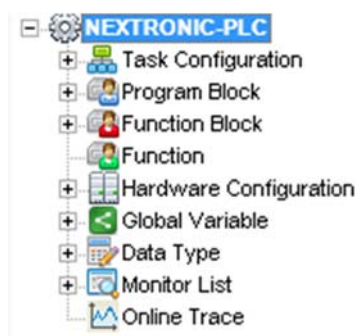 NEXTRONIC-PLC
Task Configuration
Program Block
Function Block
Function
Hardware Configuration
Global Variable
Data Type
Monitor List
Online Trace